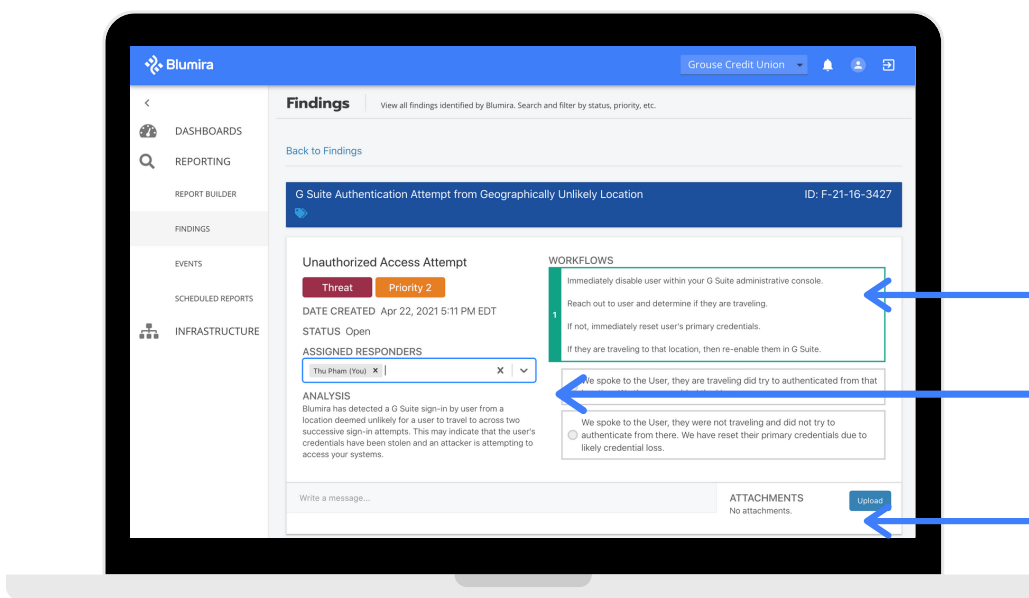 Blumira
Grouse Credit Union
DASHBOARDS
REPORTING
REPORT BUILDER
FINDINGS
EVENTS
SCHEDULED REPORTS
INFRASTRUCTURE
Findings
View all findings identified by Blumira. Search and filter by status, priority, etc.
Back to Findings
G Suite Authentication Attempt from Geographically Unlikely Location
ID: F-21-16-3427
Unauthorized Access Attempt
Threat
Priority 2
DATE CREATED Apr 22, 2021 5:11 PM EDT
STATUS Open
ASSIGNED RESPONDERS
Thu Pham (You) x
ANALYSIS
Blumira has detected a G Suite sign-in by user from a
location deemed unlikely for a user to travel to across two
successive sign-in attempts. This may indicate that the user's
credentials have been stolen and an attacker is attempting to
access your systems.
WORKFLOWS
1
Immediately disable user within your G Suite administrative console.
Reach out to user and determine if they are traveling.
If not, immediately reset user's primary credentials.
If they are traveling to that location, then re-enable them in G Suite.
We spoke to the User, they are traveling did try to authenticated from that
We spoke to the User, they were not traveling and did not try to
authenticate from there. We have reset their primary credentials due to
likely credential loss.
Write a message...
ATTACHMENTS
No attachments.
Upload